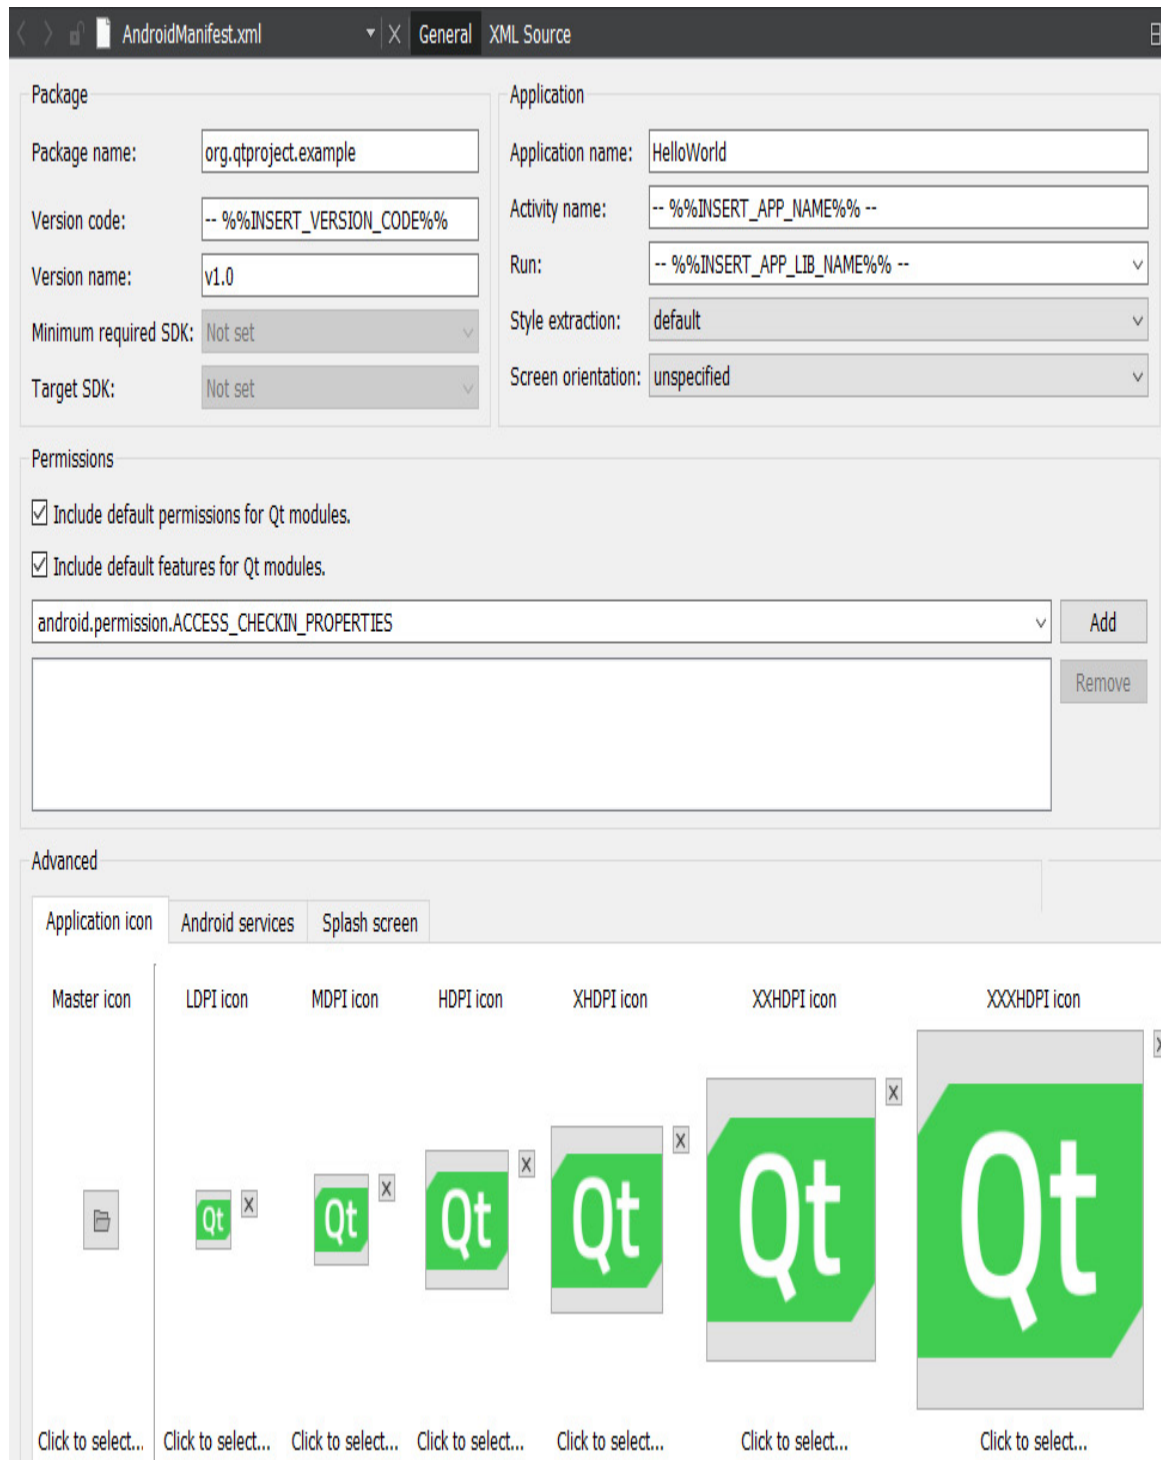 AndroidManifest.xml General XML Source
Package
Package name: org.qtproject.example
Version code: -- %%INSERT_VERSION_CODE%%
Version name: v1.0
Minimum required SDK: Not set
Target SDK: Not set
Application
Application name: HelloWorld
Activity name: -- %%INSERT_APP_NAME%% --
Run: -- %%INSERT_APP_LIB_NAME%% --
Style extraction: default
Screen orientation: unspecified
Permissions
Include default permissions for Qt modules.
Include default features for Qt modules.
android.permission.ACCESS_CHECKIN_PROPERTIES Add
Remove
Advanced
Application icon Android services Splash screen
Master icon LDPI icon MDPI icon HDPI icon XHDPI icon XXHDPI icon XXXHDPI icon
Qt Qt Qt Qt Qt Qt
Click to select... Click to select... Click to select... Click to select... Click to select... Click to select... Click to select...